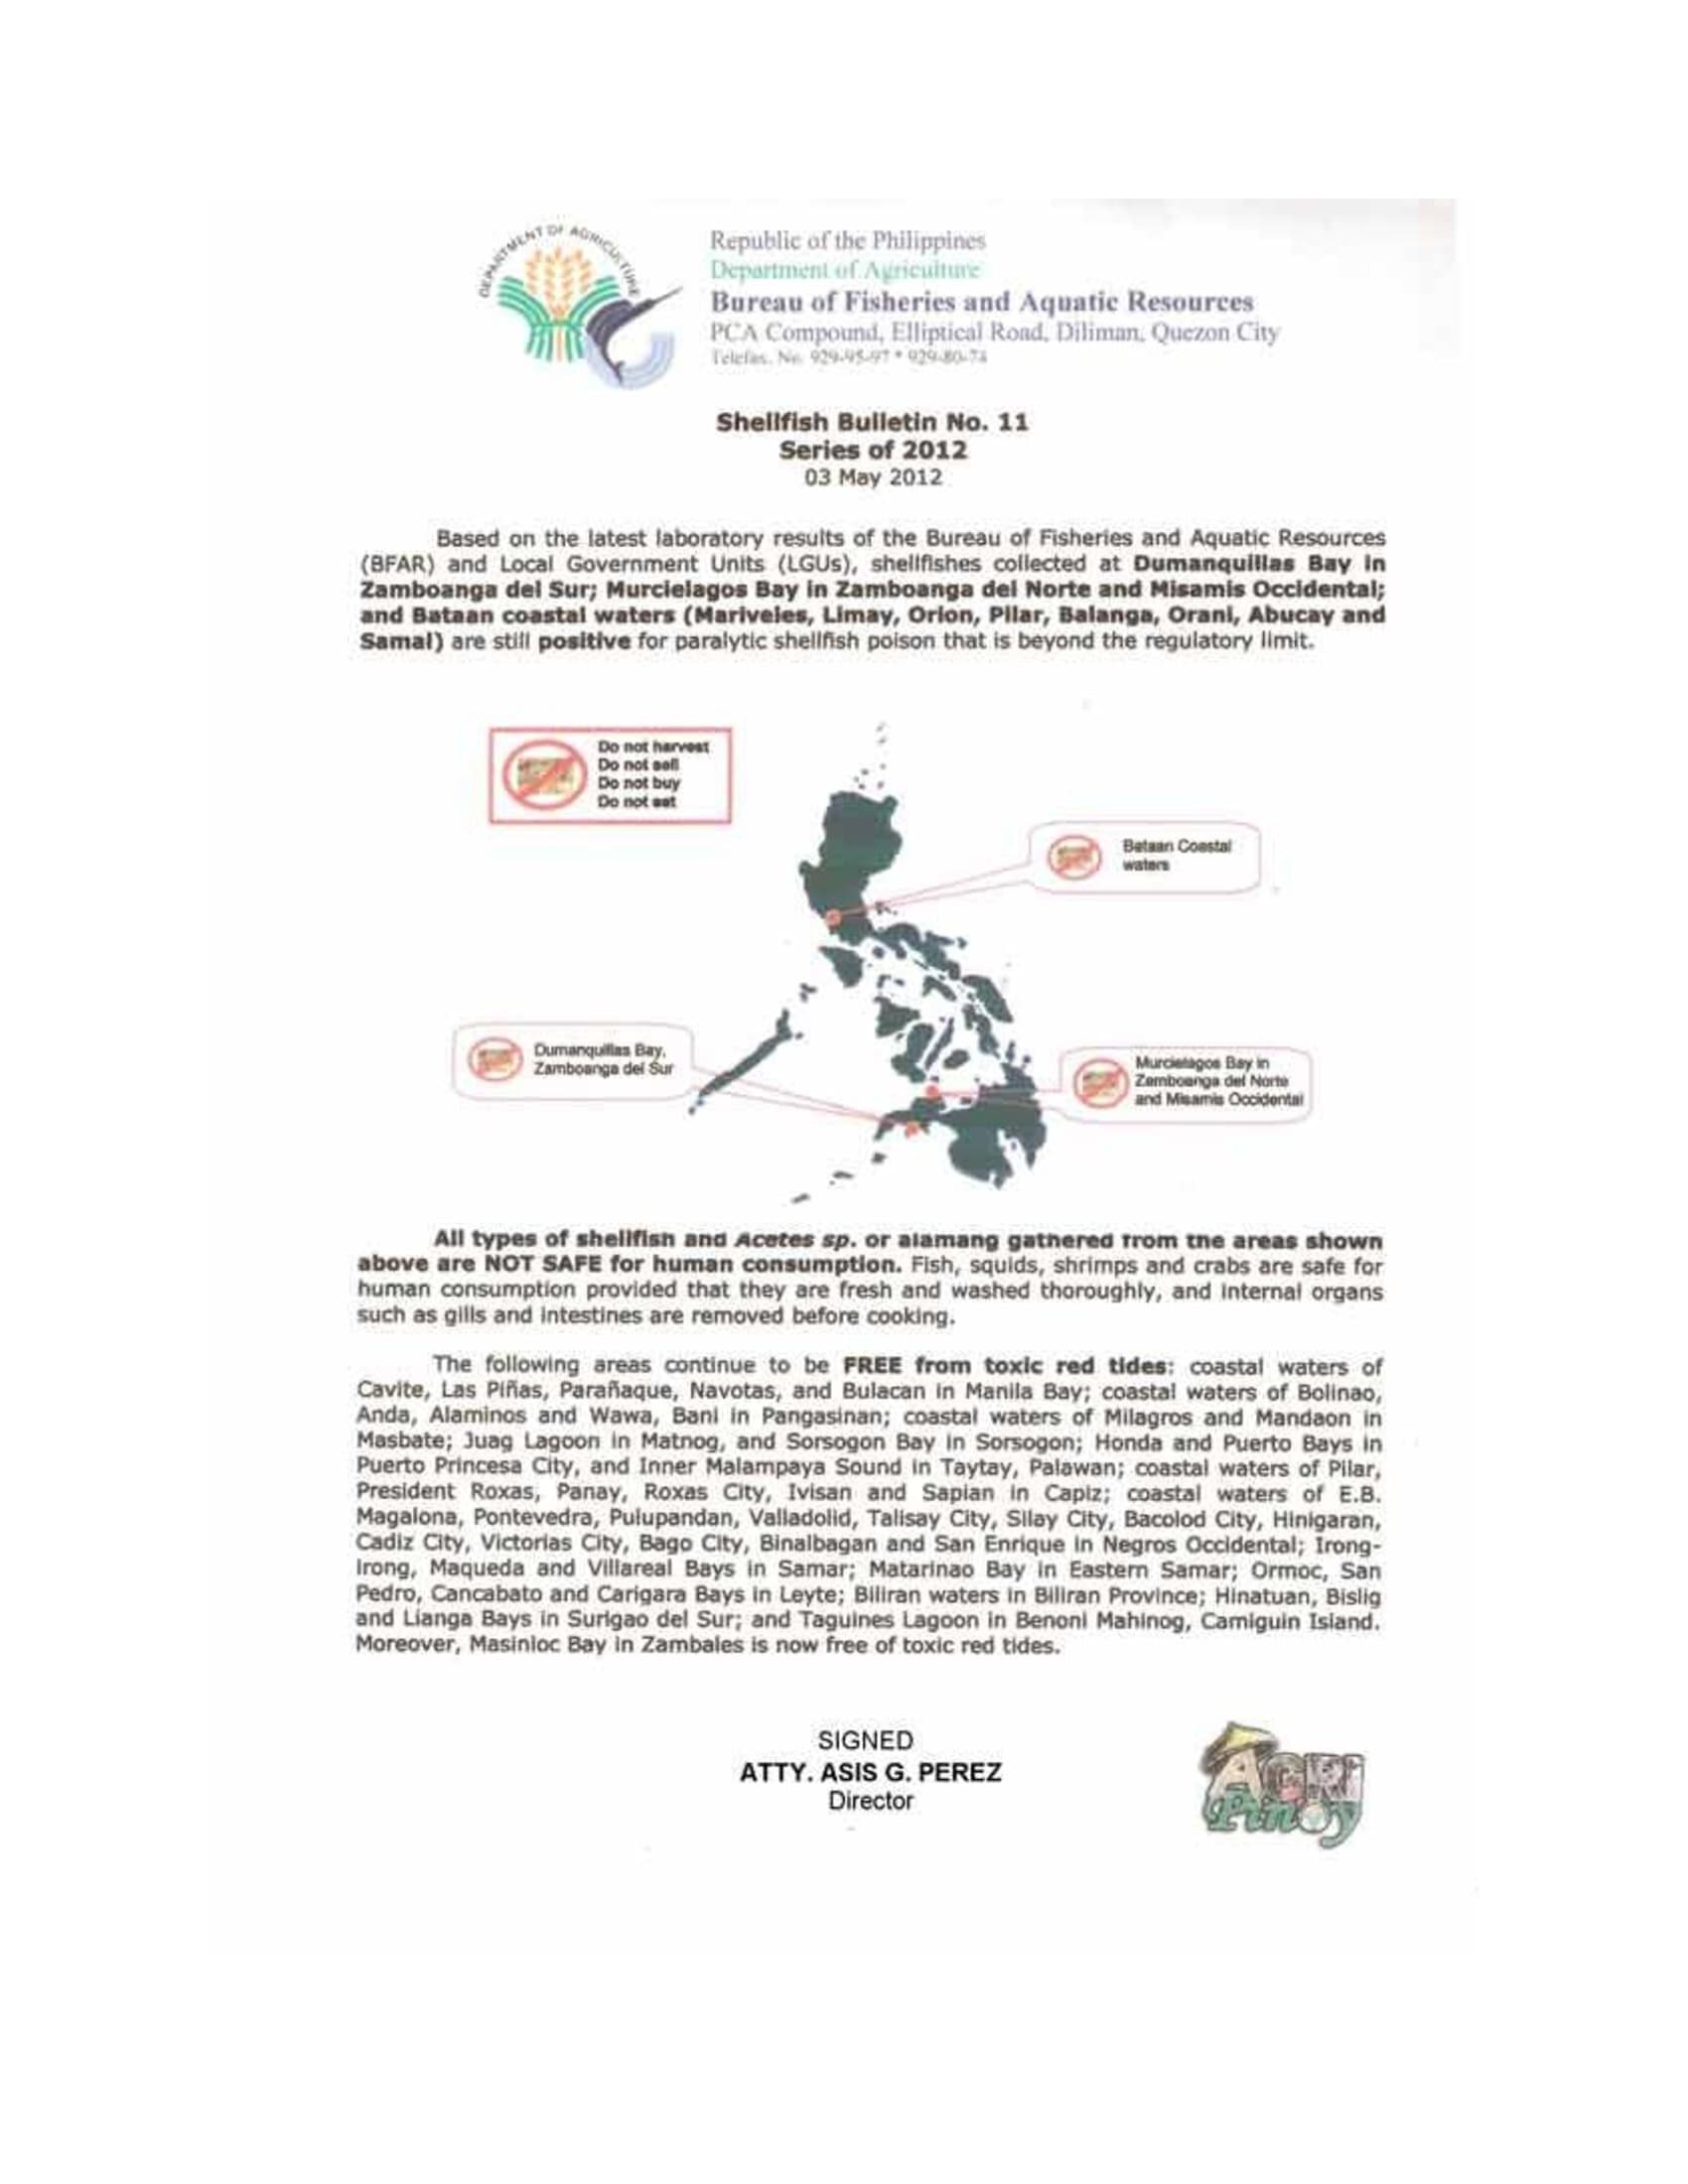 DEPARTMENT OF AGRICULTURE
Republic of the Philippines
Department of Agriculture
Bureau of Fisheries and Aquatic Resources
PCA Compound, Elliptical Road, Diliman, Quezon City
Telefax. No. 929-95-97 * 929-80-74
Shellfish Bulletin No. 11
Series of 2012
03 May 2012
Based on the latest laboratory results of the Bureau of Fisheries and Aquatic Resources
(BFAR) and Local Government Units (LGUs), shellfishes collected at Dumanquillas Bay in
Zamboanga del Sur; Murcielagos Bay in Zamboanga del Norte and Misamis Occidental;
and Bataan coastal waters (Mariveles, Limay, Orion, Pilar, Balanga, Orani, Abucay and
Samal) are still positive for paralytic shellfish poison that is beyond the regulatory limit.
Do not harvest
Do not sell
Do not buy
Do not eat
Bataan Coastal
waters
Dumanquillas Bay,
Zamboanga del Sur
Murcielagos Bay in
Zamboanga del Norte
and Misamis Occidental
All types of shellfish and Acetes sp. or alamang gathered from the areas shown
above are NOT SAFE for human consumption. Fish, squids, shrimps and crabs are safe for
human consumption provided that they are fresh and washed thoroughly, and internal organs
such as gills and intestines are removed before cooking.
The following areas continue to be FREE from toxic red tides: coastal waters of
Cavite, Las Piñas, Parañaque, Navotas, and Bulacan in Manila Bay; coastal waters of Bolinao,
Anda, Alaminos and Wawa, Bani in Pangasinan; coastal waters of Milagros and Mandaon in
Masbate; Juag Lagoon in Matnog, and Sorsogon Bay in Sorsogon; Honda and Puerto Bays in
Puerto Princesa City, and Inner Malampaya Sound in Taytay, Palawan; coastal waters of Pilar,
President Roxas, Panay, Roxas City, Ivisan and Sapian in Capiz; coastal waters of E.B.
Magalona, Pontevedra, Pulupandan, Valladolid, Talisay City, Silay City, Bacolod City, Hinigaran,
Cadiz City, Victorias City, Bago City, Binalbagan and San Enrique in Negros Occidental; Irong-
Irong, Maqueda and Villareal Bays in Samar; Matarinao Bay in Eastern Samar; Ormoc, San
Pedro, Cancabato and Carigara Bays in Leyte; Biliran waters in Biliran Province; Hinatuan, Bislig
and Lianga Bays in Surigao del Sur; and Taguines Lagoon in Benoni Mahinog, Camiguin Island.
Moreover, Masinloc Bay in Zambales is now free of toxic red tides.
SIGNED
ATTY. ASIS G. PEREZ
Director
AGRI
Pinoy